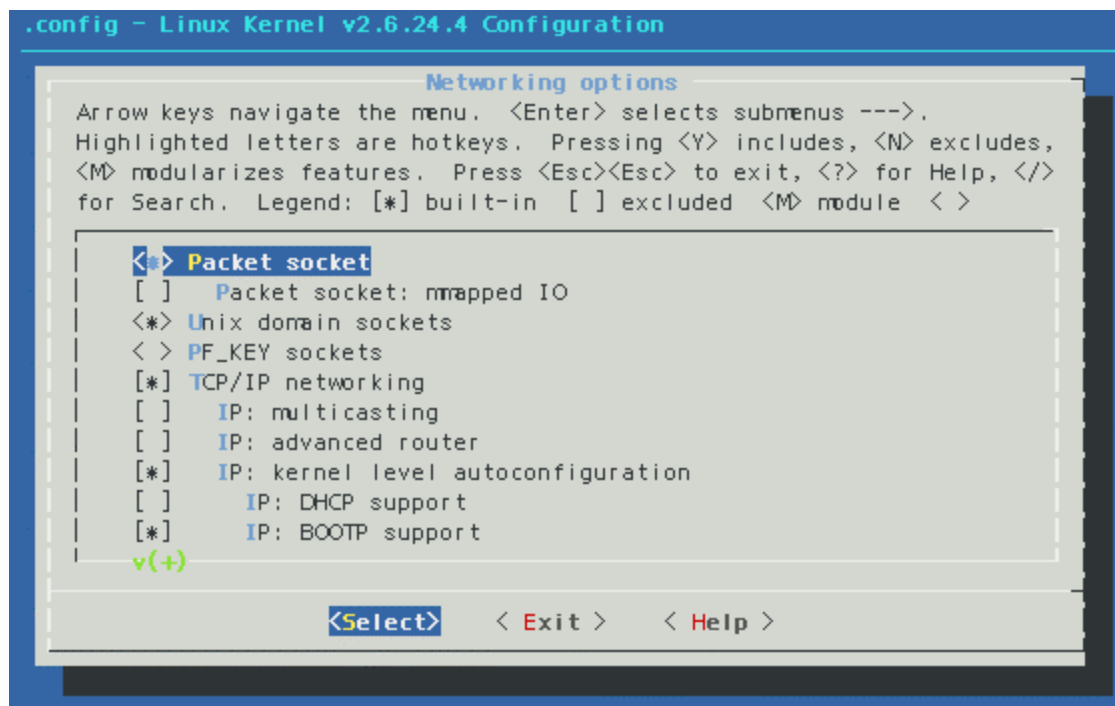 .config - Linux Kernel v2.6.24.4 Configuration
Networking options
Arrow keys navigate the menu.  <Enter> selects submenus --->.
Highlighted letters are hotkeys.  Pressing <Y> includes, <N> excludes,
<M> modularizes features.  Press <Esc><Esc> to exit, <?> for Help, </>
for Search.  Legend: [*] built-in  [ ] excluded  <M> module  < >
<*> Packet socket
[ ]   Packet socket: mmapped IO
<*> Unix domain sockets
< > PF_KEY sockets
[*] TCP/IP networking
[ ]   IP: multicasting
[ ]   IP: advanced router
[*]   IP: kernel level autoconfiguration
[ ]     IP: DHCP support
[*]     IP: BOOTP support
v(+)
<Select>    < Exit >    < Help >